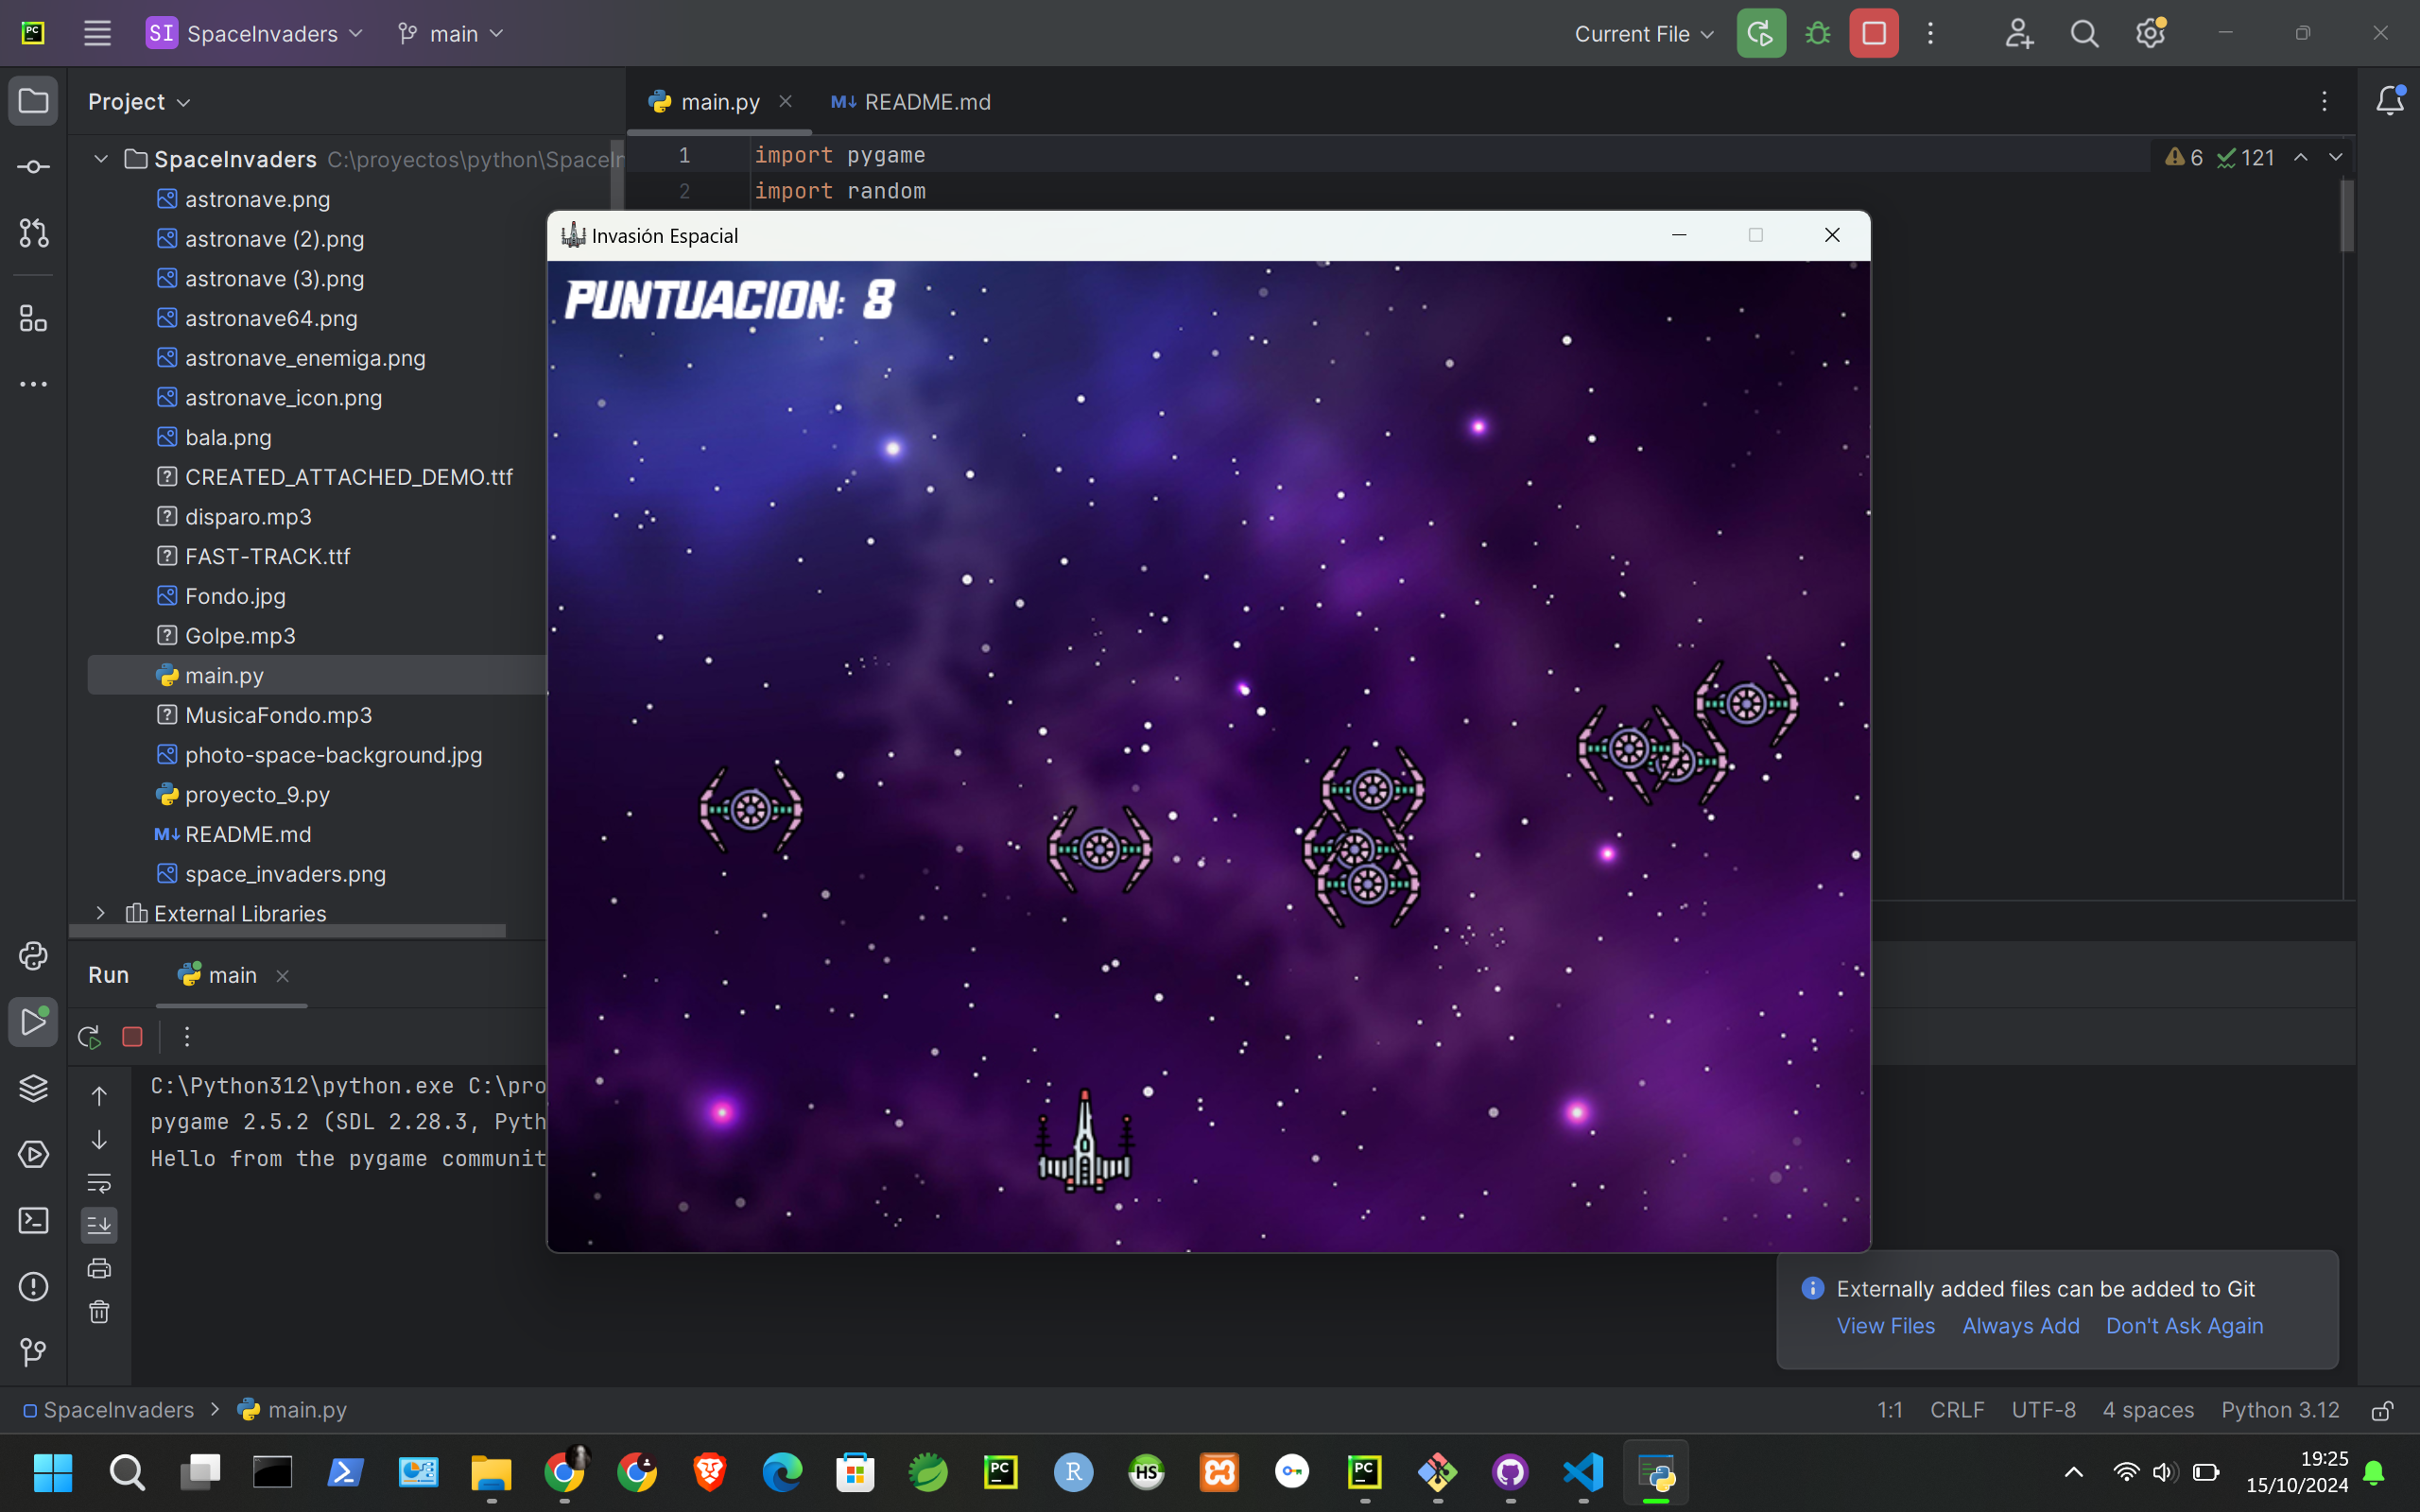 SI SpaceInvaders main Current File
Project
main.py README.md
SpaceInvaders C:\proyectos\python\SpaceIn
1 import pygame
6 121
2 import random
astronave.png
astronave (2).png
astronave (3).png
astronave64.png
astronave_enemiga.png
astronave_icon.png
bala.png
CREATED_ATTACHED_DEMO.ttf
disparo.mp3
FAST-TRACK.ttf
Fondo.jpg
Golpe.mp3
main.py
MusicaFondo.mp3
photo-space-background.jpg
proyecto_9.py
README.md
space_invaders.png
External Libraries
Invasión Espacial
PUNTUACION: 8
Run main
C:\Python312\python.exe C:\pro
pygame 2.5.2 (SDL 2.28.3, Pyth
Hello from the pygame communit
Externally added files can be added to Git
View Files Always Add Don't Ask Again
SpaceInvaders > main.py
1:1 CRLF UTF-8 4 spaces Python 3.12
19:25
15/10/2024